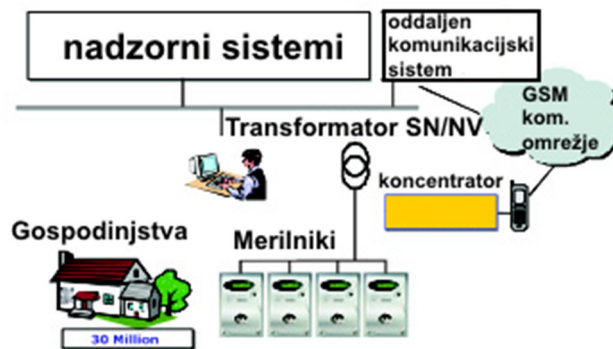 nadzorni sistemi
oddaljen
komunikacijski
sistem
GSM
kom.
omrežje
Transformator SN/NV
koncentrator
Gospodinjstva
Merilniki
30 Million